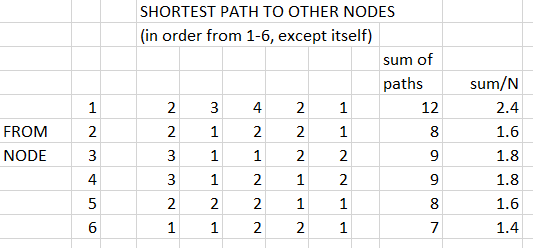 SHORTEST PATH TO OTHER NODES
(in order from 1-6, except itself)
sum of
paths sum/N
1 2 3 4 2 1 12 2.4
FROM 2 2 1 2 2 1 8 1.6
NODE 3 3 1 1 2 2 9 1.8
4 3 1 2 1 2 9 1.8
5 2 2 2 1 1 8 1.6
6 1 1 2 2 1 7 1.4